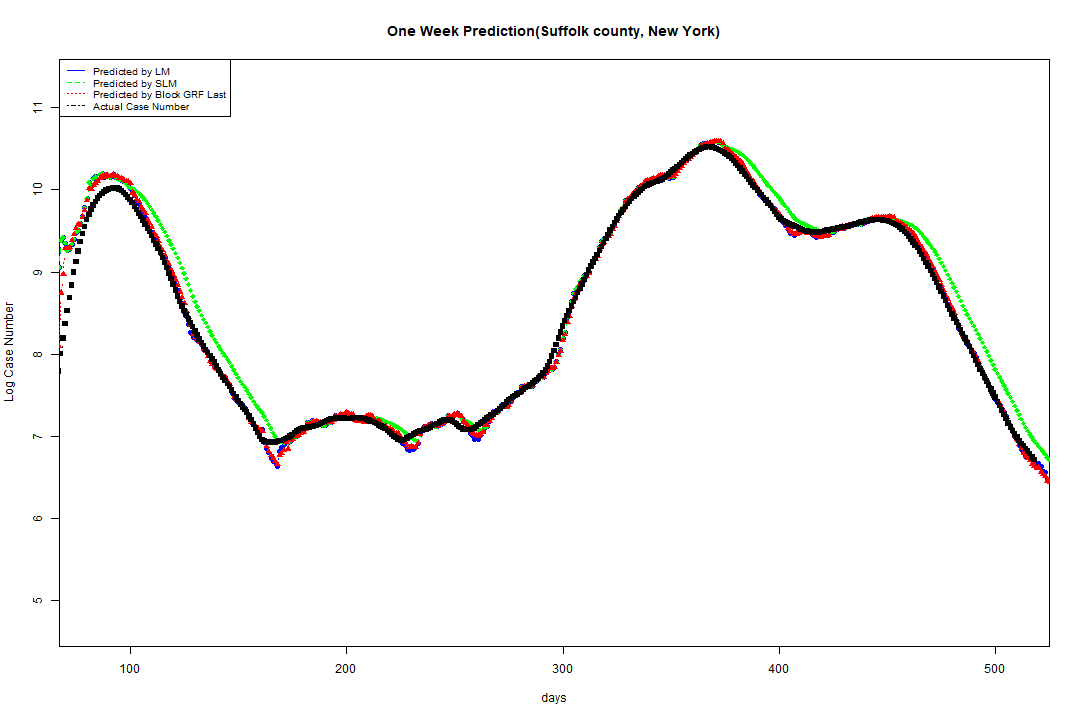 One Week Prediction(Suffolk county, New York)
Predicted by LM
Predicted by SLM
Predicted by Block GRF Last
Actual Case Number
11
10
9
8
7
6
5
Log Case Number
100 200 300 400 500
days